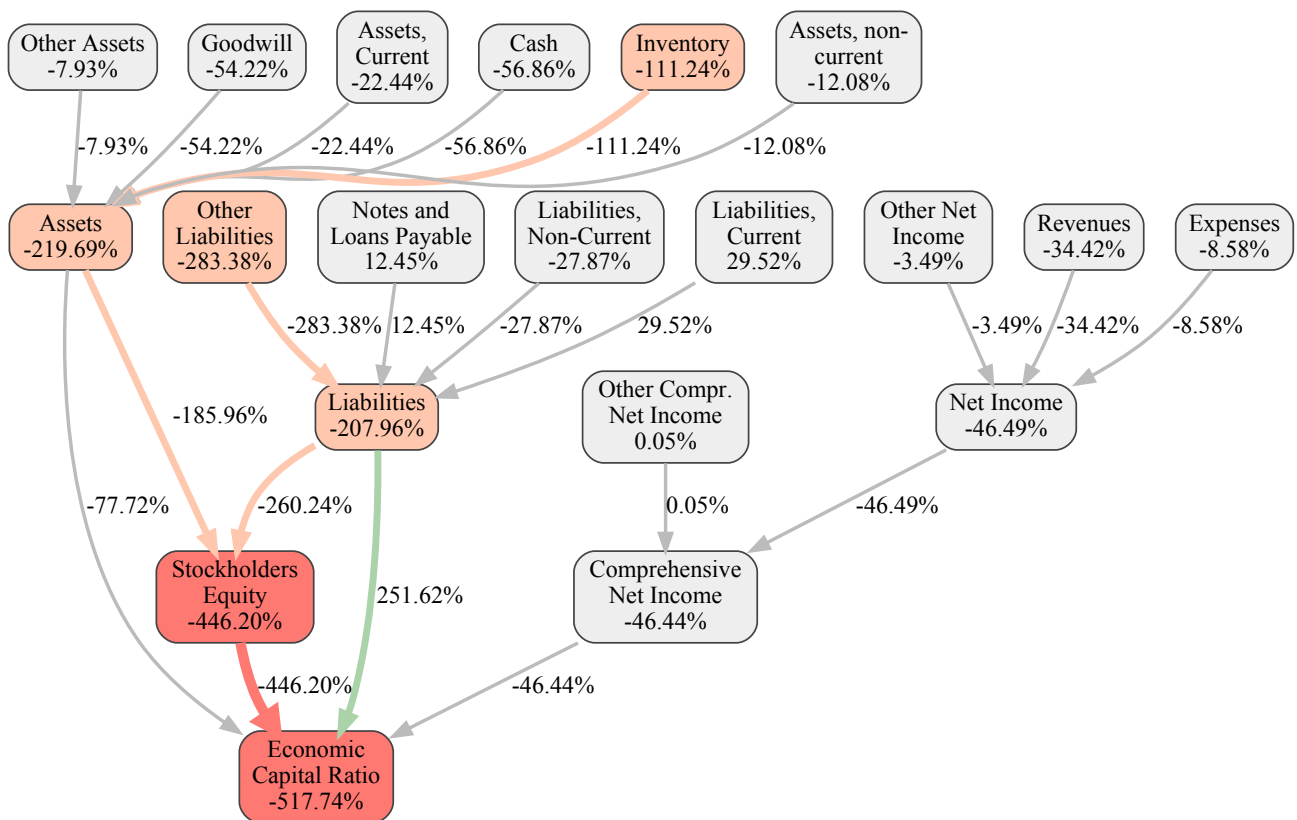 Other Assets
-7.93%
Goodwill
-54.22%
Assets,
Current
-22.44%
Cash
-56.86%
Inventory
-111.24%
Assets, non-
current
-12.08%
-7.93%
-54.22%
-22.44%
-56.86%
-111.24%
-12.08%
Assets
-219.69%
Other
Liabilities
-283.38%
Notes and
Loans Payable
12.45%
Liabilities,
Non-Current
-27.87%
Liabilities,
Current
29.52%
Other Net
Income
-3.49%
Revenues
-34.42%
Expenses
-8.58%
-283.38%
12.45%
-27.87%
29.52%
-3.49%
-34.42%
-8.58%
-185.96%
Liabilities
-207.96%
Other Compr.
Net Income
0.05%
Net Income
-46.49%
-77.72%
-260.24%
0.05%
-46.49%
Stockholders
Equity
-446.20%
251.62%
Comprehensive
Net Income
-46.44%
-446.20%
-46.44%
Economic
Capital Ratio
-517.74%